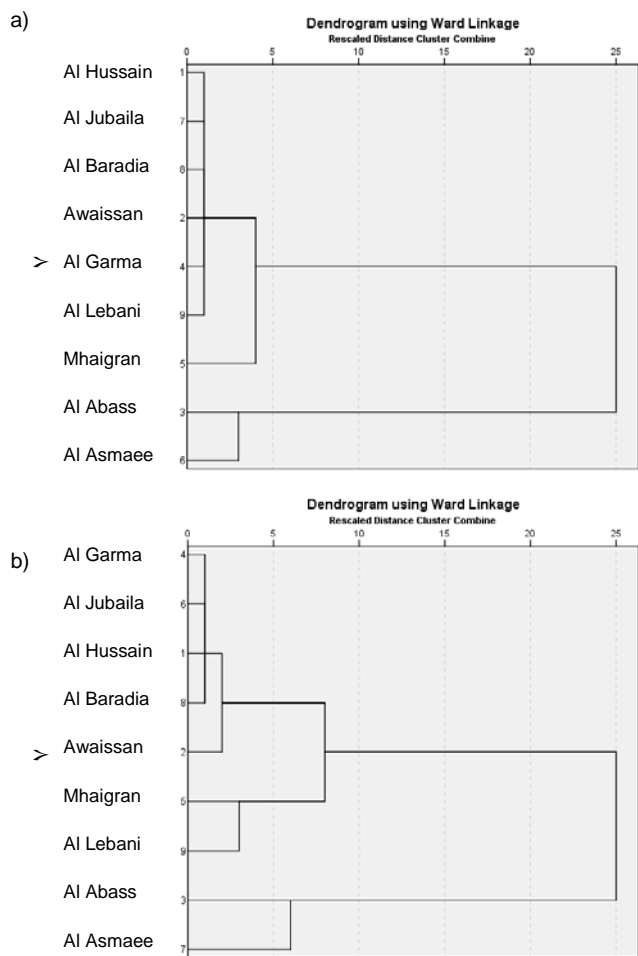 a)
Dendrogram using Ward Linkage
Rescaled Distance Cluster Combine
0 5 10 15 20 25
Al Hussain 1
Al Jubaila 7
Al Baradia 8
Awaissan 2
Y Al Garma 4
Al Lebani 9
Mhaigran 5
Al Abass 3
Al Asmaee 6
b)
Dendrogram using Ward Linkage
Rescaled Distance Cluster Combine
0 5 10 15 20 25
Al Garma 4
Al Jubaila 6
Al Hussain 1
Al Baradia 8
Y Awaissan 2
Mhaigran 5
Al Lebani 9
Al Abass 3
Al Asmaee 7